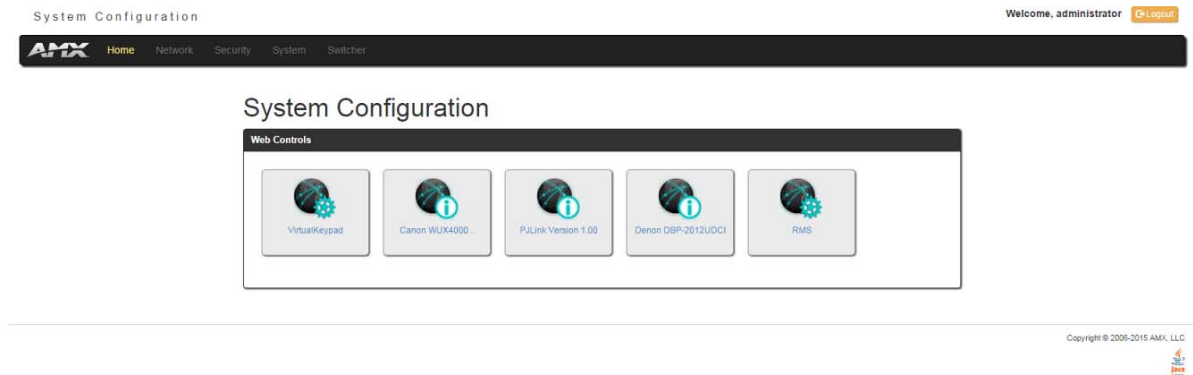 System Configuration
Welcome, administrator Logout
AMX Home Network Security System Switcher
System Configuration
Web Controls
VirtualKeypad Canon WUX4000 ... PJLink Version 1.00 Denon DBP-2012UDCI RMS
Copyright © 2006-2015 AMX, LLC
Java